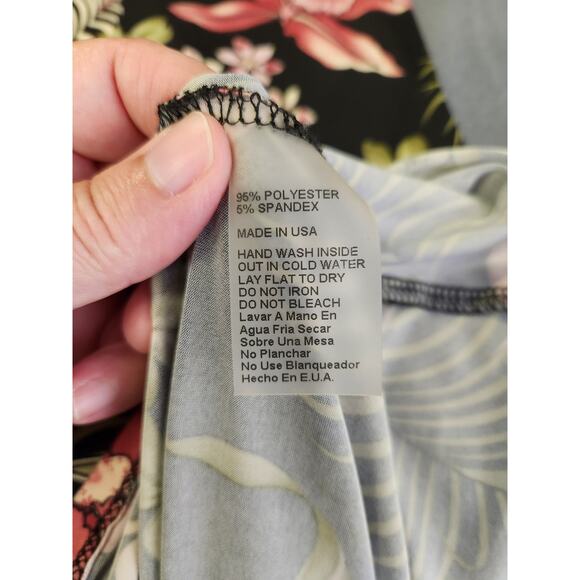 95% POLYESTER
5% SPANDEX
MADE IN USA
HAND WASH INSIDE
OUT IN COLD WATER
LAY FLAT TO DRY
DO NOT IRON
DO NOT BLEACH
Lavar A Mano En
Agua Fria Secar
Sobre Una Mesa
No Planchar
No Use Blanqueador
Hecho En E.U.A.